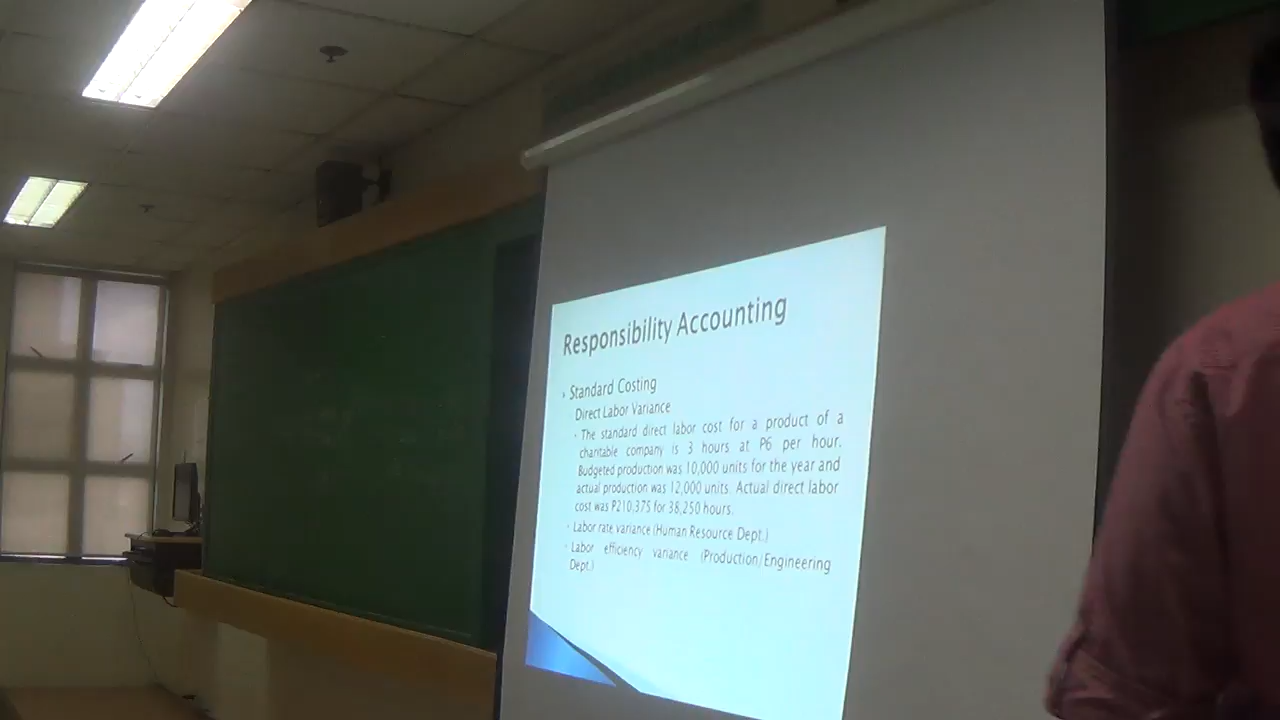 Responsibility Accounting
Standard Costing
Direct Labor Variance
The standard direct labor cost for a product of a
charitable company is 3 hours at P6 per hour.
Budgeted production was 10,000 units for the year and
actual production was 12,000 units. Actual direct labor
cost was P210,375 for 38,250 hours.
Labor rate variance (Human Resource Dept.)
Labor efficiency variance (Production/Engineering
Dept.)